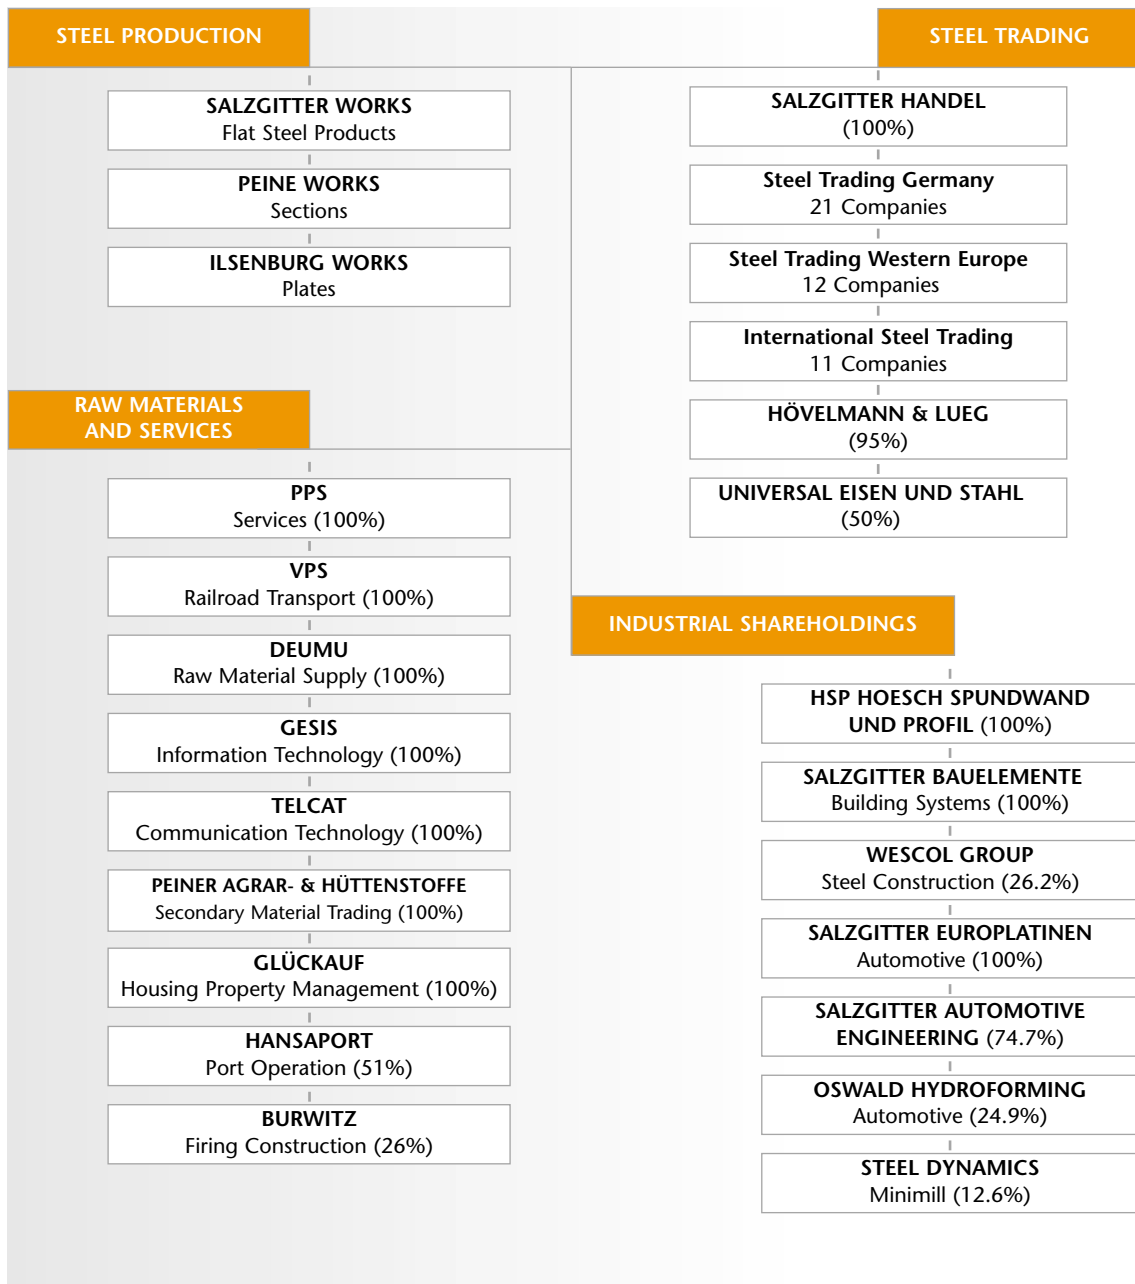 STEEL PRODUCTION
SALZGITTER WORKS
Flat Steel Products
PEINE WORKS
Sections
ILSENBURG WORKS
Plates
RAW MATERIALS
AND SERVICES
PPS
Services (100%)
VPS
Railroad Transport (100%)
DEUMU
Raw Material Supply (100%)
GESIS
Information Technology (100%)
TELCAT
Communication Technology (100%)
PEINER AGRAR- & HÜTTENSTOFFE
Secondary Material Trading (100%)
GLÜCKAUF
Housing Property Management (100%)
HANSAPORT
Port Operation (51%)
BURWITZ
Firing Construction (26%)
STEEL TRADING
SALZGITTER HANDEL
(100%)
Steel Trading Germany
21 Companies
Steel Trading Western Europe
12 Companies
International Steel Trading
11 Companies
HÖVELMANN & LUEG
(95%)
UNIVERSAL EISEN UND STAHL
(50%)
INDUSTRIAL SHAREHOLDINGS
HSP HOESCH SPUNDWAND
UND PROFIL (100%)
SALZGITTER BAUELEMENTE
Building Systems (100%)
WESCOL GROUP
Steel Construction (26.2%)
SALZGITTER EUROPLATINEN
Automotive (100%)
SALZGITTER AUTOMOTIVE
ENGINEERING (74.7%)
OSWALD HYDROFORMING
Automotive (24.9%)
STEEL DYNAMICS
Minimill (12.6%)